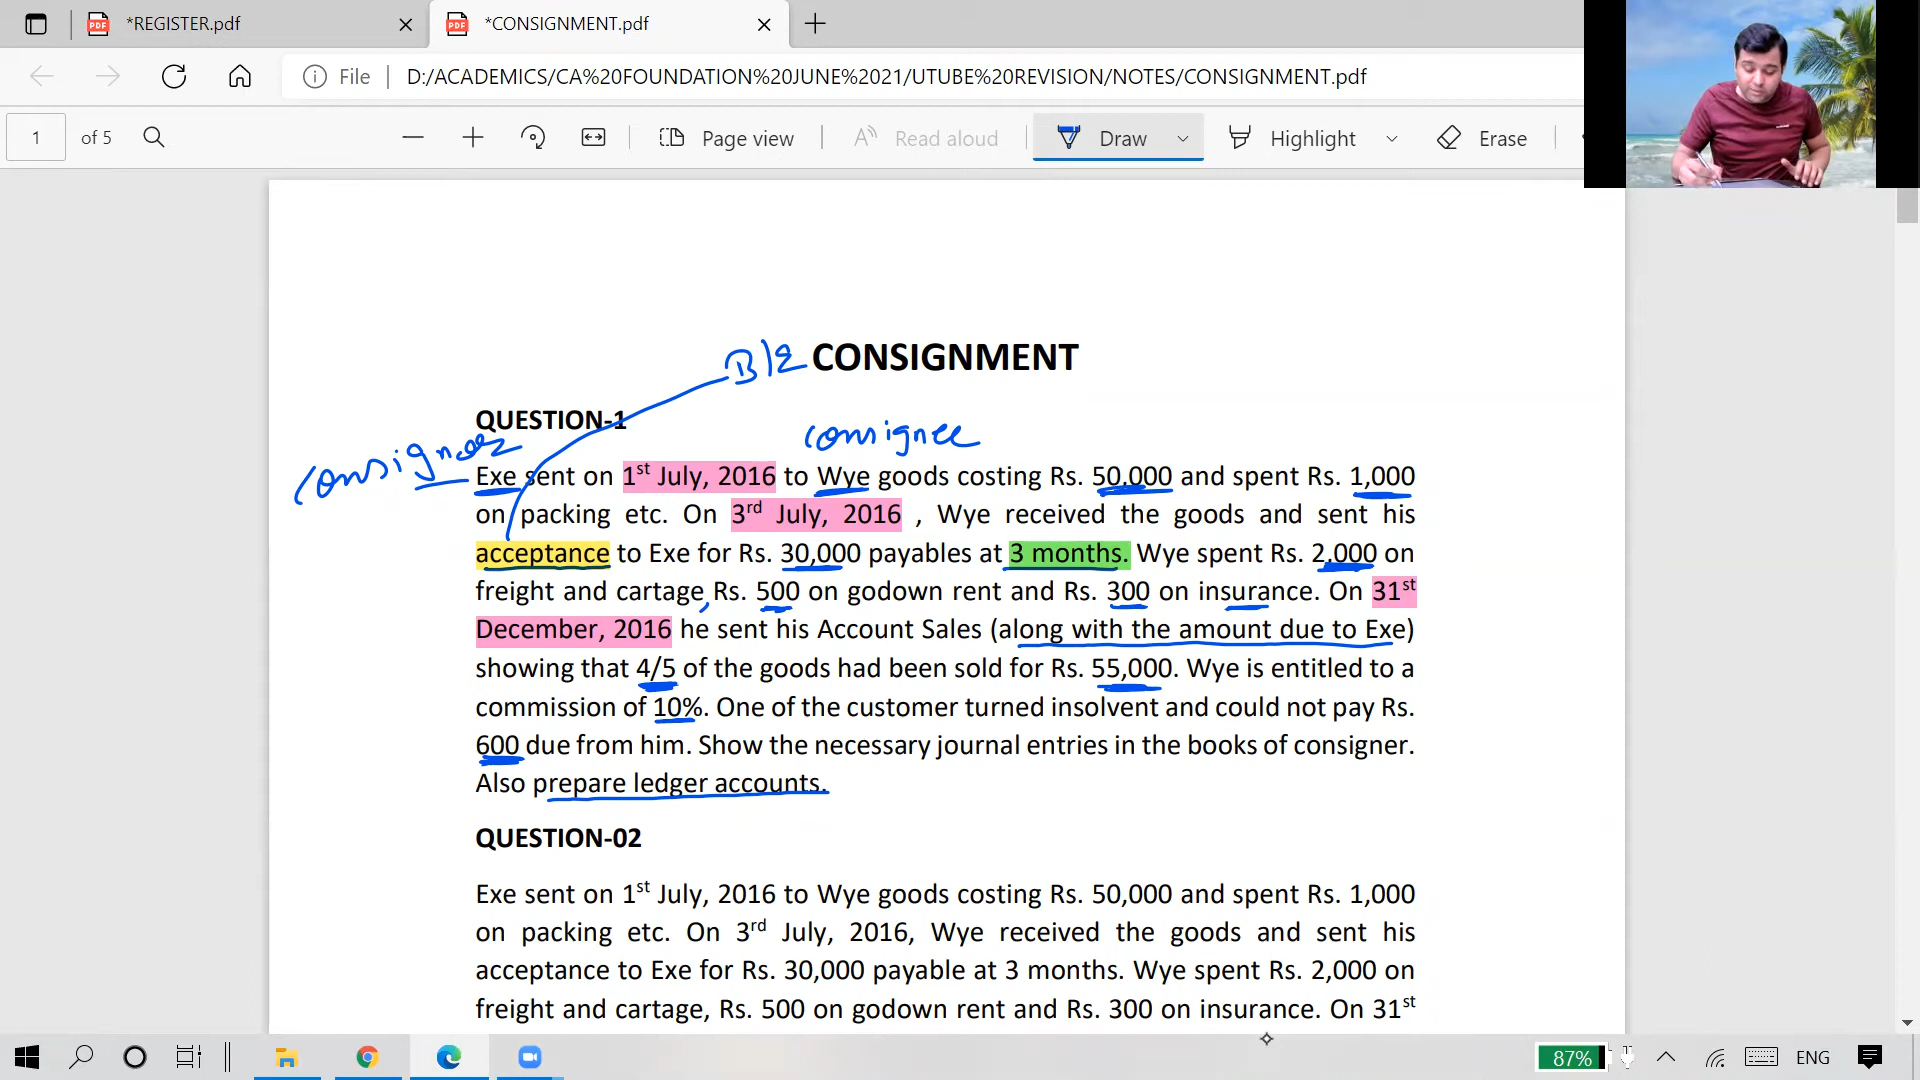 *REGISTER.pdf
*CONSIGNMENT.pdf
File
D:/ACADEMICS/CA%20FOUNDATION%20JUNE%2021/UTUBE%20REVISION/NOTES/CONSIGNMENT.pdf
1 of 5 Page view Read aloud Draw Highlight Erase
B/E CONSIGNMENT
QUESTION-1
consignor
consignee
Exe sent on 1st July, 2016 to Wye goods costing Rs. 50,000 and spent Rs. 1,000
on packing etc. On 3rd July, 2016 , Wye received the goods and sent his
acceptance to Exe for Rs. 30,000 payables at 3 months. Wye spent Rs. 2,000 on
freight and cartage, Rs. 500 on godown rent and Rs. 300 on insurance. On 31st
December, 2016 he sent his Account Sales (along with the amount due to Exe)
showing that 4/5 of the goods had been sold for Rs. 55,000. Wye is entitled to a
commission of 10%. One of the customer turned insolvent and could not pay Rs.
600 due from him. Show the necessary journal entries in the books of consigner.
Also prepare ledger accounts.
QUESTION-02
Exe sent on 1st July, 2016 to Wye goods costing Rs. 50,000 and spent Rs. 1,000
on packing etc. On 3rd July, 2016, Wye received the goods and sent his
acceptance to Exe for Rs. 30,000 payable at 3 months. Wye spent Rs. 2,000 on
freight and cartage, Rs. 500 on godown rent and Rs. 300 on insurance. On 31st
87%
ENG